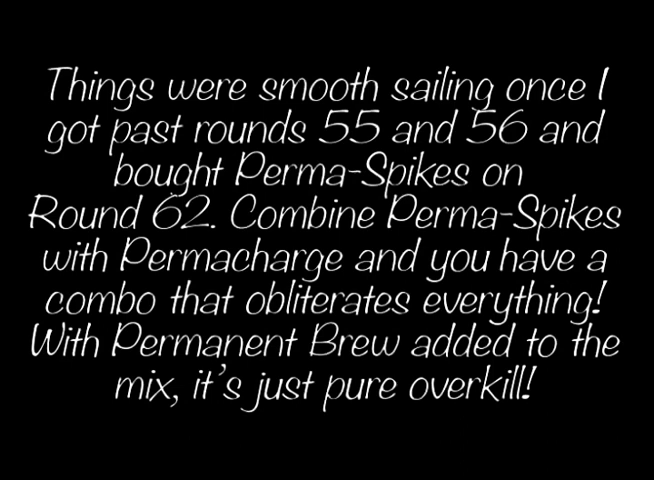 Things were smooth sailing once I
got past rounds 55 and 56 and
bought Perma-Spikes on
Round 62. Combine Perma-Spikes
with Permacharge and you have a
combo that obliterates everything!
With Permanent Brew added to the
mix, it's just pure overkill!